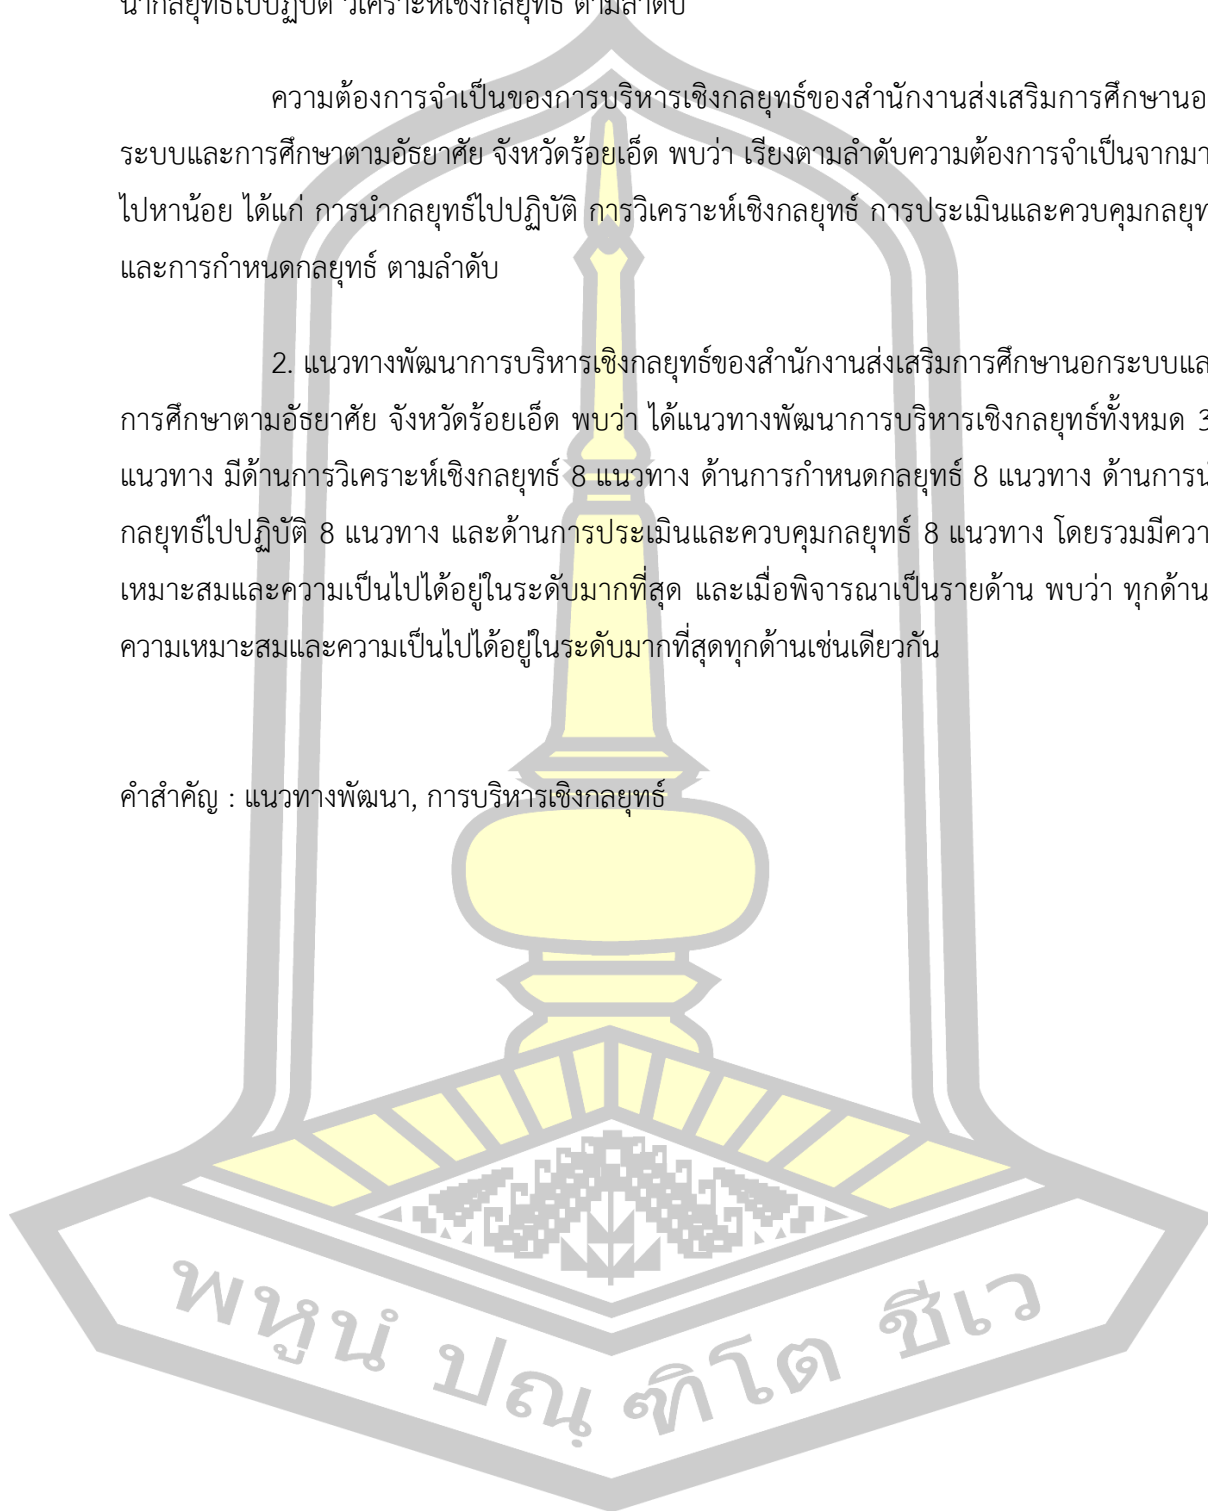 นำกลยุทธ์ไปปฏิบัติ วิเคราะห์เชิงกลยุทธ์ ตามลำดับ
ความต้องการจำเป็นของการบริหารเชิงกลยุทธ์ของสำนักงานส่งเสริมการศึกษานอ
ระบบและการศึกษาตามอัธยาศัย จังหวัดร้อยเอ็ด พบว่า เรียงตามลำดับความต้องการจำเป็นจากมา
ไปหาน้อย ได้แก่ การนำกลยุทธ์ไปปฏิบัติ การวิเคราะห์เชิงกลยุทธ์ การประเมินและควบคุมกลยุท
และการกำหนดกลยุทธ์ ตามลำดับ
2. แนวทางพัฒนาการบริหารเชิงกลยุทธ์ของสำนักงานส่งเสริมการศึกษานอกระบบแล
การศึกษาตามอัธยาศัย จังหวัดร้อยเอ็ด พบว่า ได้แนวทางพัฒนาการบริหารเชิงกลยุทธ์ทั้งหมด 3
แนวทาง มีด้านการวิเคราะห์เชิงกลยุทธ์ 8 แนวทาง ด้านการกำหนดกลยุทธ์ 8 แนวทาง ด้านการน
กลยุทธ์ไปปฏิบัติ 8 แนวทาง และด้านการประเมินและควบคุมกลยุทธ์ 8 แนวทาง โดยรวมมีควา
เหมาะสมและความเป็นไปได้อยู่ในระดับมากที่สุด และเมื่อพิจารณาเป็นรายด้าน พบว่า ทุกด้าน
ความเหมาะสมและความเป็นไปได้อยู่ในระดับมากที่สุดทุกด้านเช่นเดียวกัน
คำสำคัญ : แนวทางพัฒนา, การบริหารเชิงกลยุทธ์
พหูนํ ปณฺ ฑิโต ชีเว